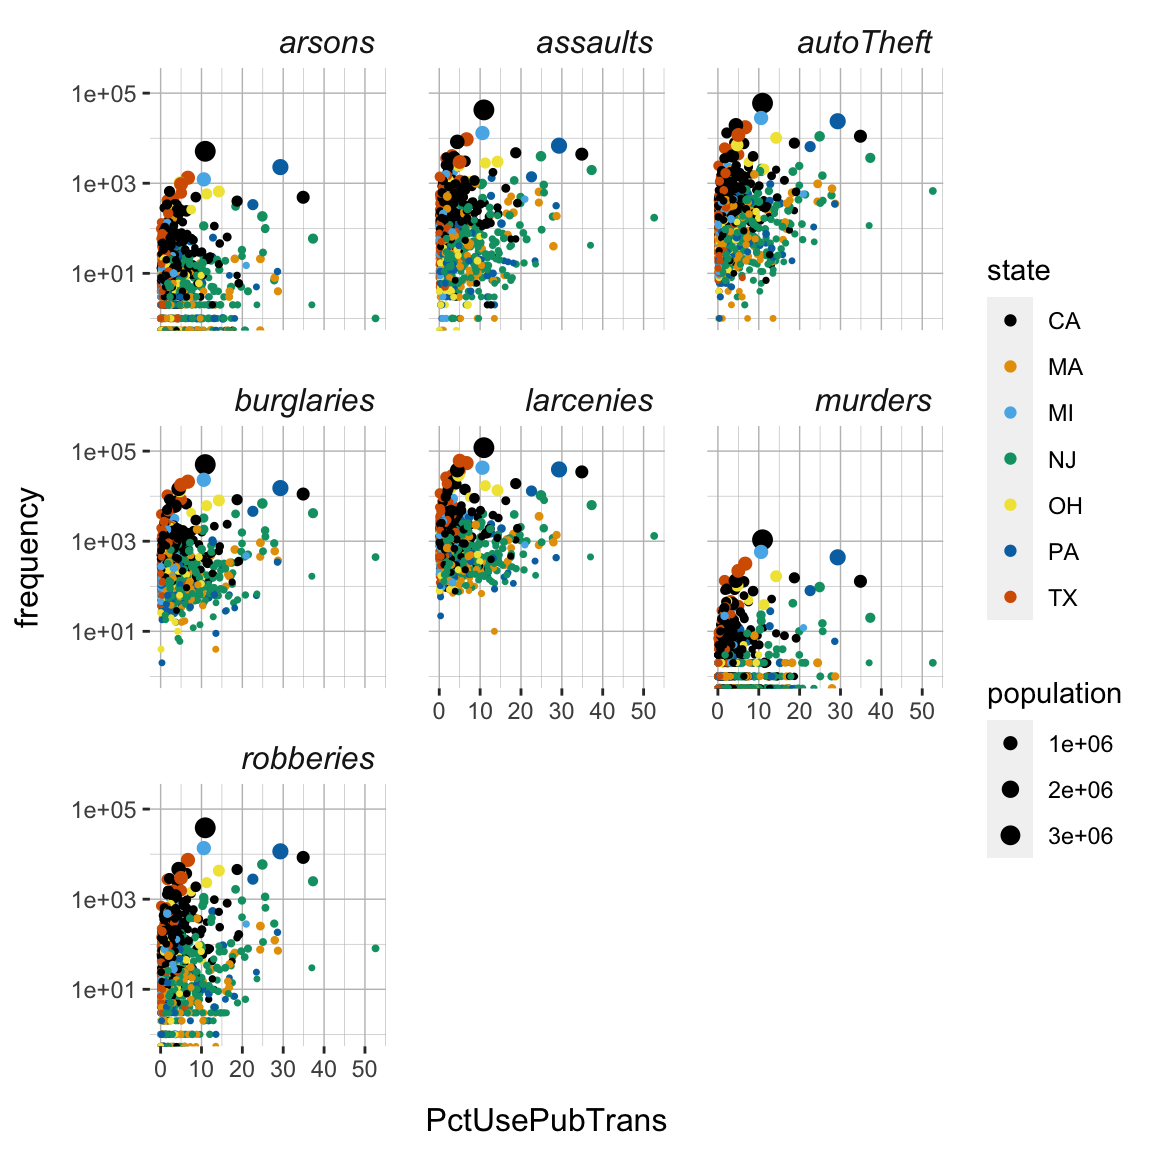 arsons
assaults
autoTheft
1e+05
1e+03
1e+01
burglaries
larcenies
murders
1e+05
1e+03
1e+01
0 10 20 30 40 50
0 10 20 30 40 50
robberies
1e+05
1e+03
1e+01
0 10 20 30 40 50
frequency
PctUsePubTrans
state
CA
MA
MI
NJ
OH
PA
TX
population
1e+06
2e+06
3e+06